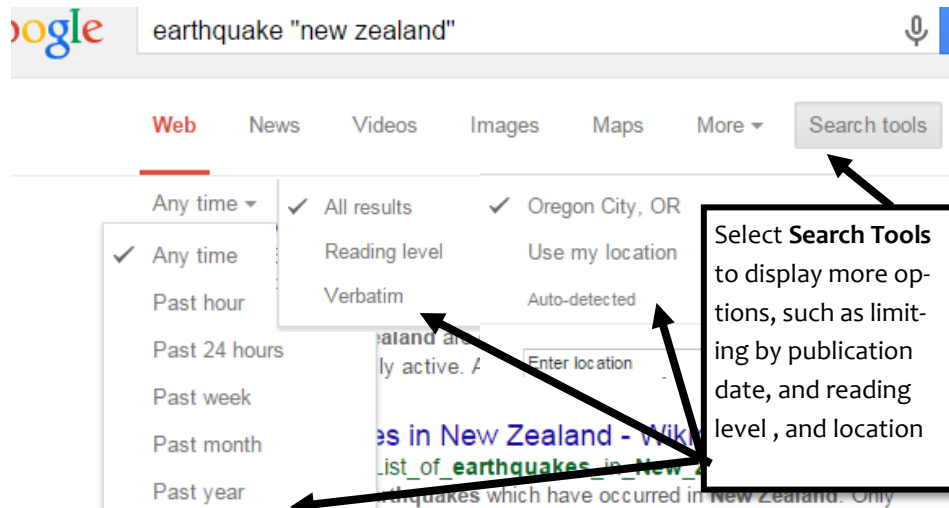 oogle
earthquake "new zealand"
Web News Videos Images Maps More Search tools
Any time
Any time
Past hour
Past 24 hours
Past week
Past month
Past year
All results
Reading level
Verbatim
Oregon City, OR
Use my location
Auto-detected
Enter location
Select Search Tools
to display more op-
tions, such as limit-
ing by publication
date, and reading
level , and location
ealand
ly active. A
es in New Zealand - Wik
List_of_earthquakes_in_New_
which have occurred in New Zealand. Only